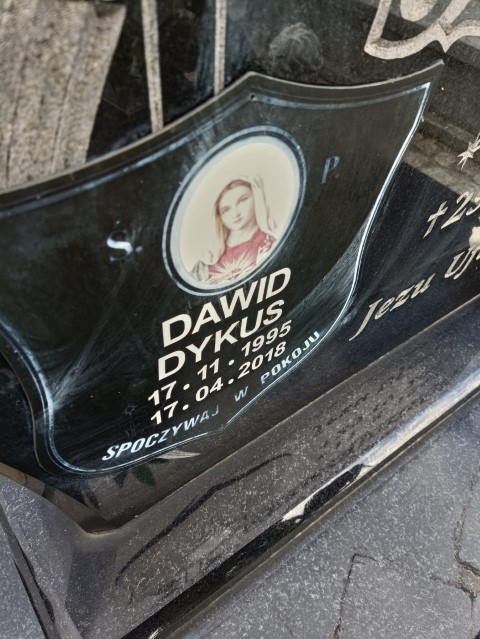 Ś. P.
DAWID
DYKUS
17·11·1995
17·04·2018
SPOCZYWAJ W POKOJU
Jezu